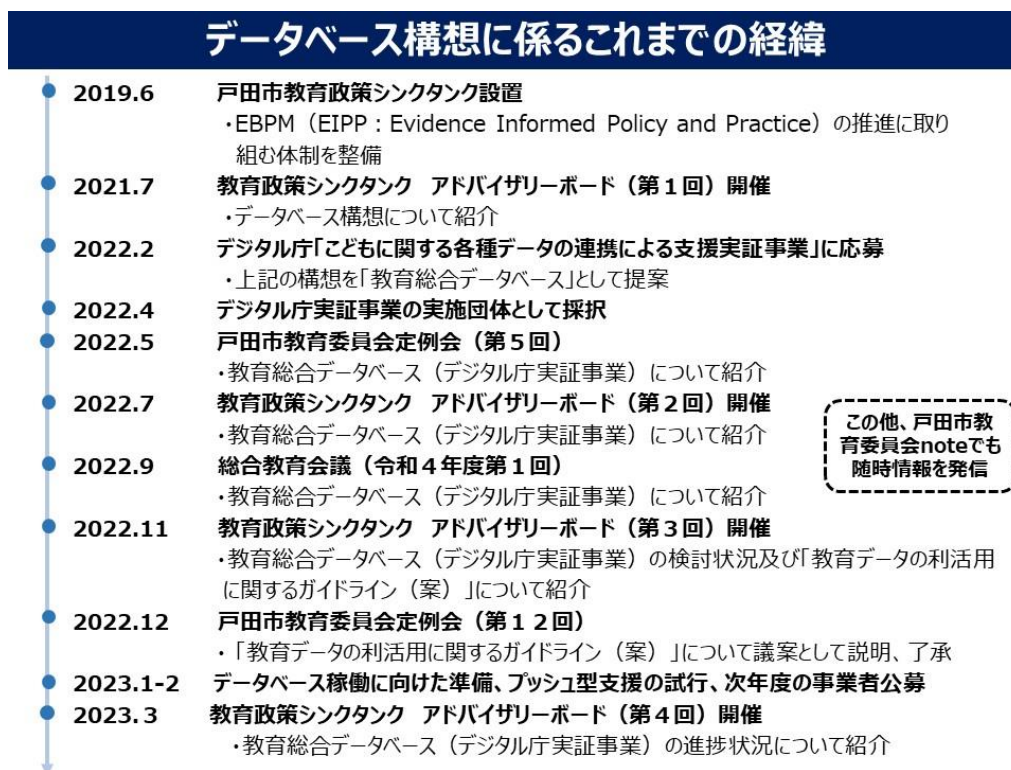 データベース構想に係るこれまでの経緯
2019.6 戸田市教育政策シンクタンク設置
・EBPM（EIPP：Evidence Informed Policy and Practice）の推進に取り
組む体制を整備
2021.7 教育政策シンクタンク アドバイザリーボード（第１回）開催
・データベース構想について紹介
2022.2 デジタル庁「こどもに関する各種データの連携による支援実証事業」に応募
・上記の構想を「教育総合データベース」として提案
2022.4 デジタル庁実証事業の実施団体として採択
2022.5 戸田市教育委員会定例会（第５回）
・教育総合データベース（デジタル庁実証事業）について紹介
2022.7 教育政策シンクタンク アドバイザリーボード（第２回）開催
・教育総合データベース（デジタル庁実証事業）について紹介
2022.9 総合教育会議（令和４年度第１回）
・教育総合データベース（デジタル庁実証事業）について紹介
この他、戸田市教
育委員会noteでも
随時情報を発信
2022.11 教育政策シンクタンク アドバイザリーボード（第３回）開催
・教育総合データベース（デジタル庁実証事業）の検討状況及び「教育データの利活用
に関するガイドライン（案）」について紹介
2022.12 戸田市教育委員会定例会（第１２回）
・「教育データの利活用に関するガイドライン（案）」について議案として説明、了承
2023.1-2 データベース稼働に向けた準備、プッシュ型支援の試行、次年度の事業者公募
2023.3 教育政策シンクタンク アドバイザリーボード（第４回）開催
・教育総合データベース（デジタル庁実証事業）の進捗状況について紹介